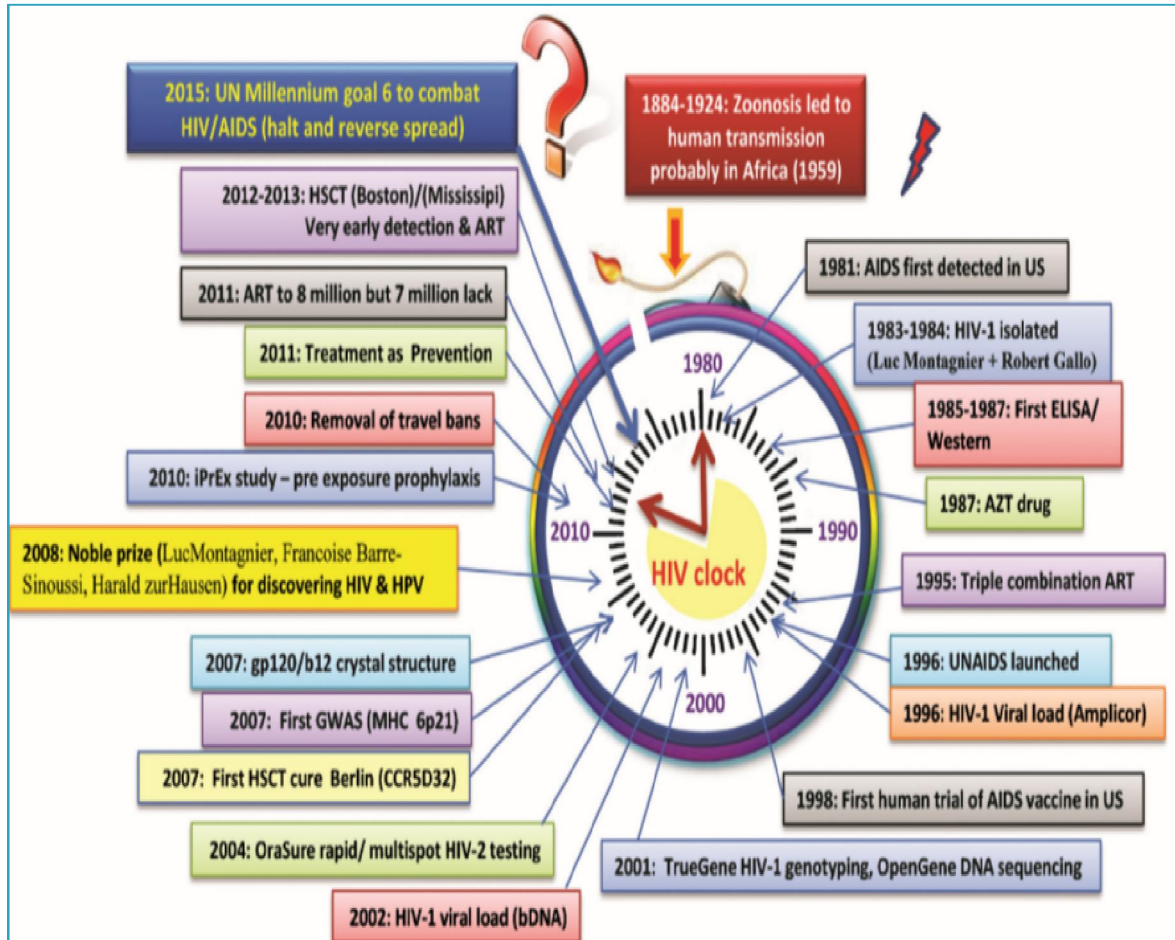 2015: UN Millennium goal 6 to combat
HIV/AIDS (halt and reverse spread)
1884-1924: Zoonosis led to
human transmission
probably in Africa (1959)
2012-2013: HSCT (Boston)/(Mississipi)
Very early detection & ART
2011: ART to 8 million but 7 million lack
2011: Treatment as Prevention
2010: Removal of travel bans
2010: iPrEx study – pre exposure prophylaxis
2008: Noble prize (LucMontagnier, Francoise Barre-
Sinoussi, Harald zurHausen) for discovering HIV & HPV
2007: gp120/b12 crystal structure
2007: First GWAS (MHC 6p21)
2007: First HSCT cure Berlin (CCR5D32)
2004: OraSure rapid/ multispot HIV-2 testing
2002: HIV-1 viral load (bDNA)
1981: AIDS first detected in US
1983-1984: HIV-1 isolated
(Luc Montagnier + Robert Gallo)
1985-1987: First ELISA/
Western
1987: AZT drug
1995: Triple combination ART
1996: UNAIDS launched
1996: HIV-1 Viral load (Amplicor)
1998: First human trial of AIDS vaccine in US
2001: TrueGene HIV-1 genotyping, OpenGene DNA sequencing
1980
1990
2000
2010
HIV clock
?